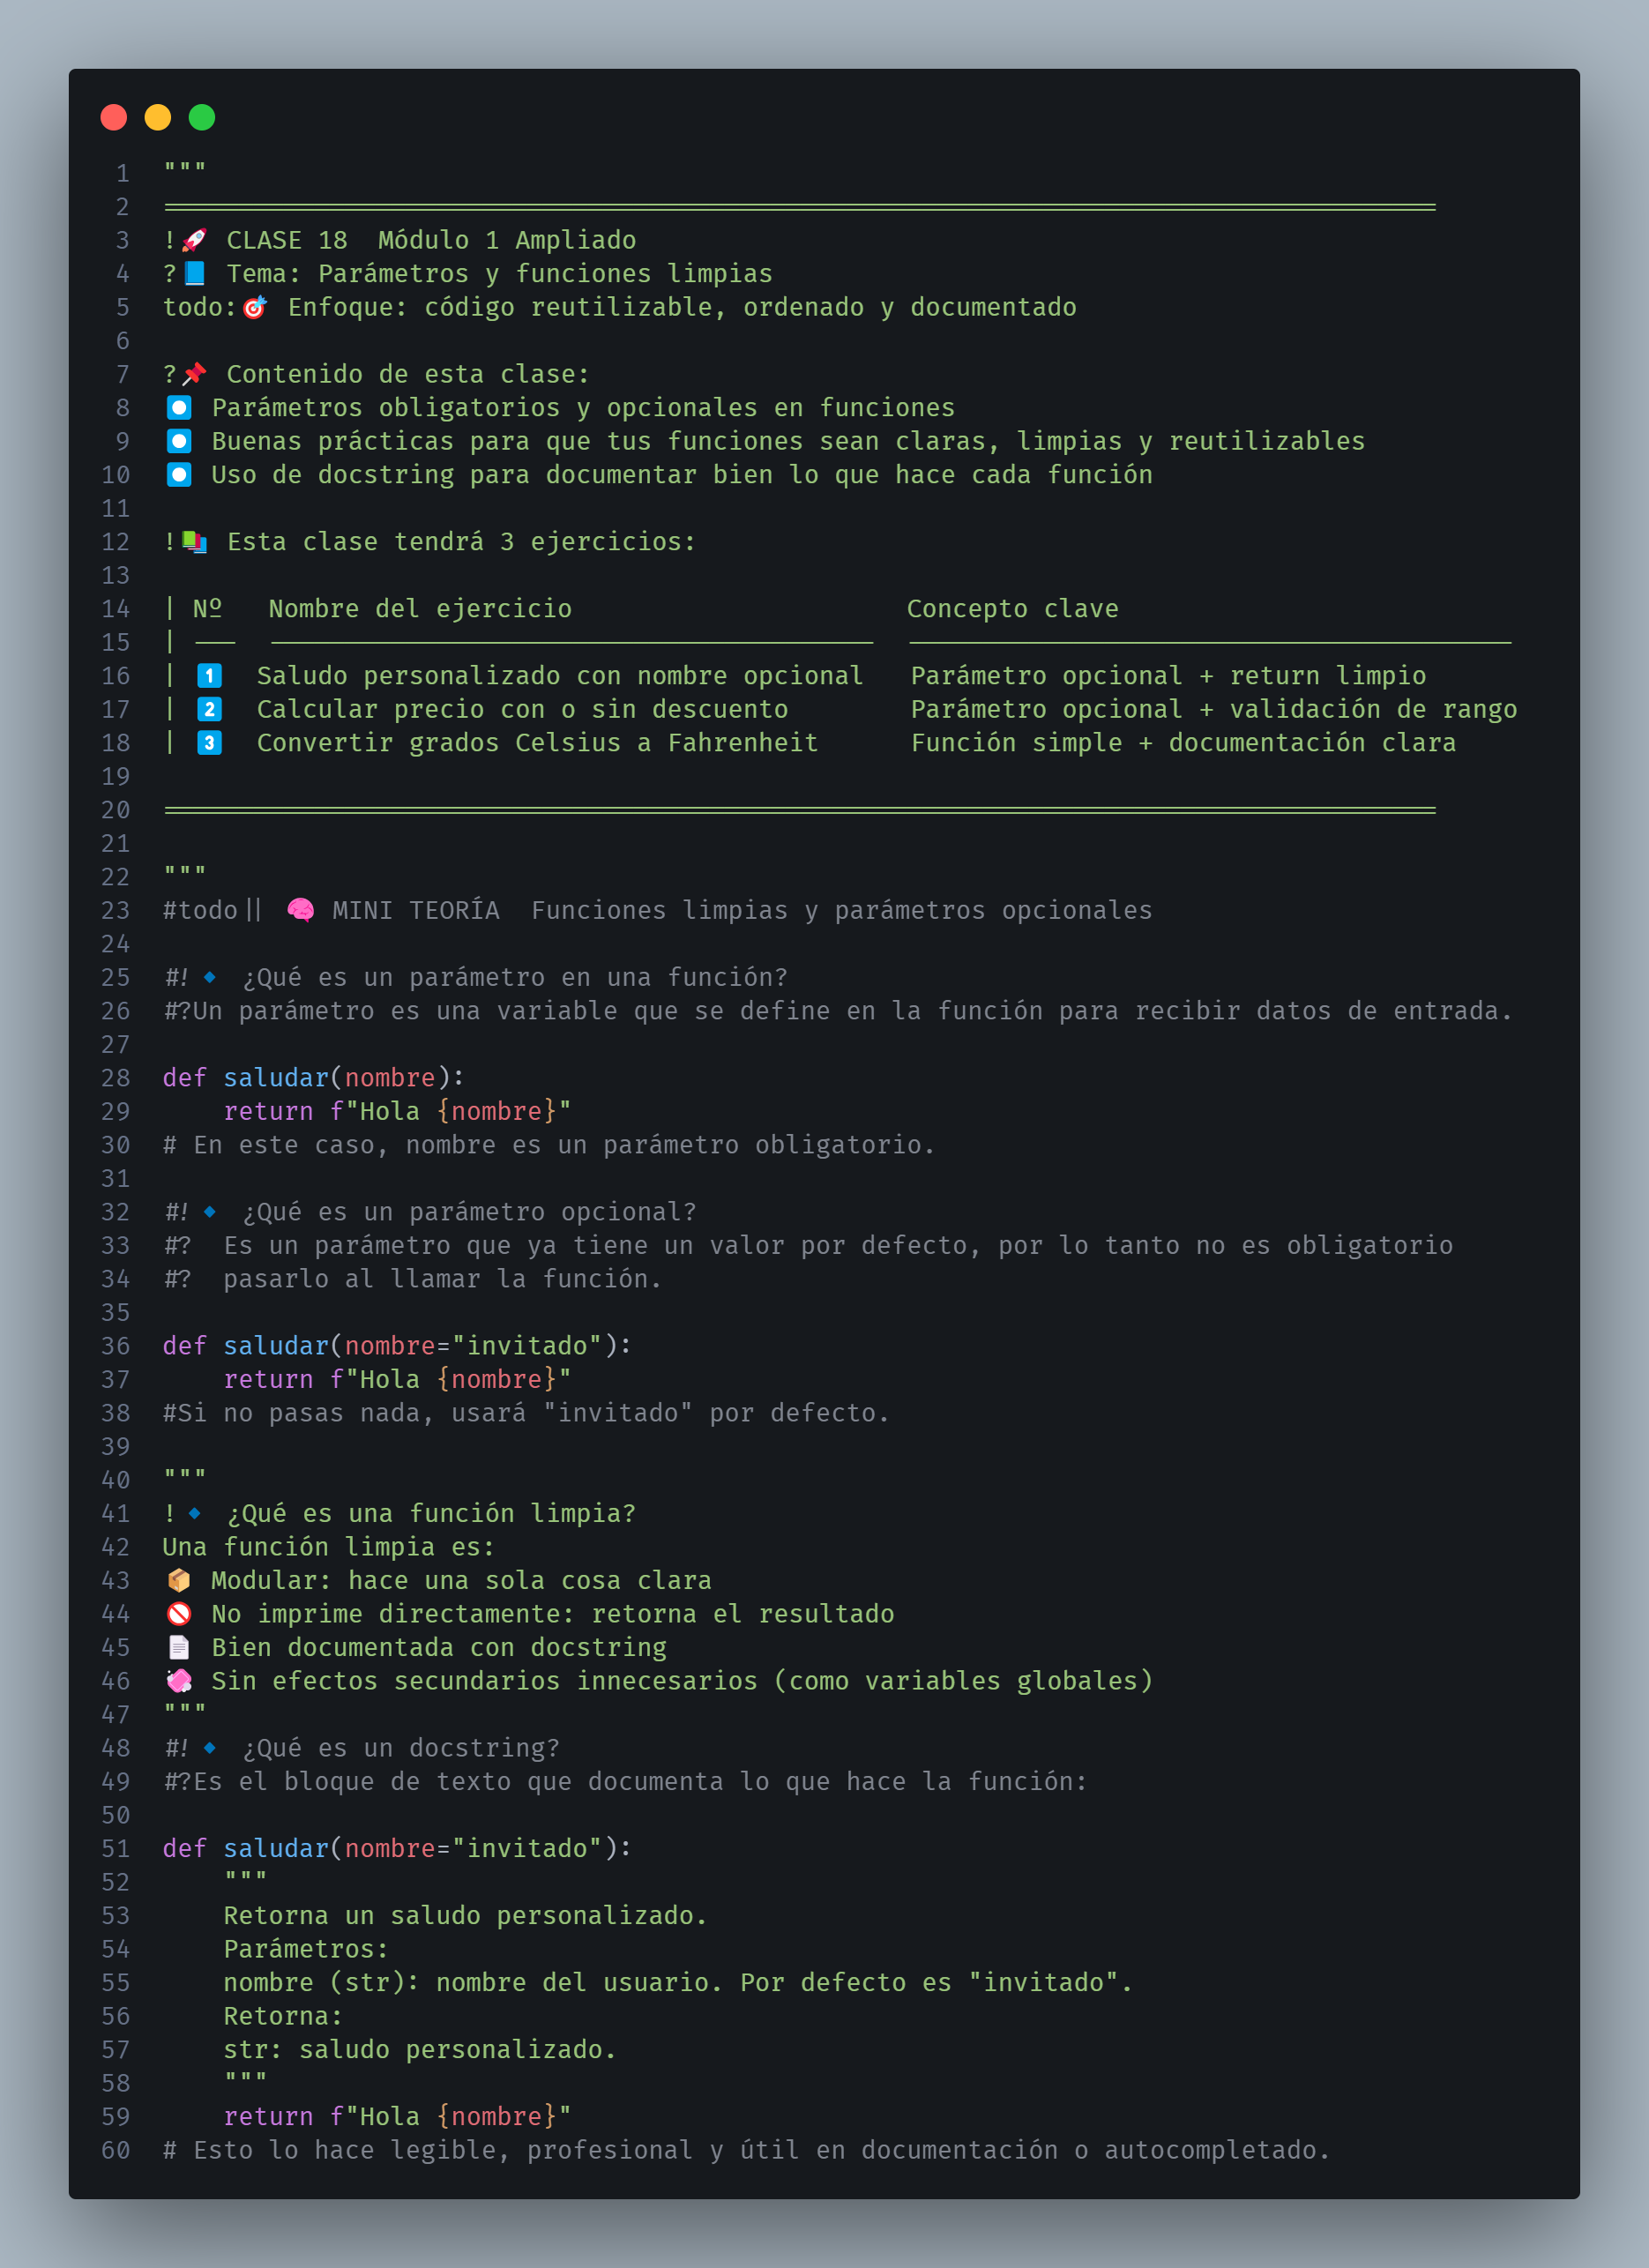 1 """
2 ====================================================================================
3 !🚀 CLASE 18  Módulo 1 Ampliado
4 ?📘 Tema: Parámetros y funciones limpias
5 todo:🎯 Enfoque: código reutilizable, ordenado y documentado
6
7 ?📌 Contenido de esta clase:
8 ⏺️ Parámetros obligatorios y opcionales en funciones
9 ⏺️ Buenas prácticas para que tus funciones sean claras, limpias y reutilizables
10 ⏺️ Uso de docstring para documentar bien lo que hace cada función
11
12 !📚 Esta clase tendrá 3 ejercicios:
13
14 | Nº   Nombre del ejercicio                      Concepto clave
15 | ---  ----------------------------------------  ----------------------------------------
16 | 1️⃣  Saludo personalizado con nombre opcional   Parámetro opcional + return limpio
17 | 2️⃣  Calcular precio con o sin descuento        Parámetro opcional + validación de rango
18 | 3️⃣  Convertir grados Celsius a Fahrenheit      Función simple + documentación clara
19
20 ====================================================================================
21
22 """
23 #todo|| 🧠 MINI TEORÍA  Funciones limpias y parámetros opcionales
24
25 #!🔹 ¿Qué es un parámetro en una función?
26 #?Un parámetro es una variable que se define en la función para recibir datos de entrada.
27
28 def saludar(nombre):
29     return f"Hola {nombre}"
30 # En este caso, nombre es un parámetro obligatorio.
31
32 #!🔹 ¿Qué es un parámetro opcional?
33 #?  Es un parámetro que ya tiene un valor por defecto, por lo tanto no es obligatorio
34 #?  pasarlo al llamar la función.
35
36 def saludar(nombre="invitado"):
37     return f"Hola {nombre}"
38 #Si no pasas nada, usará "invitado" por defecto.
39
40 """
41 !🔹 ¿Qué es una función limpia?
42 Una función limpia es:
43 📦 Modular: hace una sola cosa clara
44 🚫 No imprime directamente: retorna el resultado
45 📄 Bien documentada con docstring
46 🧼 Sin efectos secundarios innecesarios (como variables globales)
47 """
48 #!🔹 ¿Qué es un docstring?
49 #?Es el bloque de texto que documenta lo que hace la función:
50
51 def saludar(nombre="invitado"):
52     """
53     Retorna un saludo personalizado.
54     Parámetros:
55     nombre (str): nombre del usuario. Por defecto es "invitado".
56     Retorna:
57     str: saludo personalizado.
58     """
59     return f"Hola {nombre}"
60 # Esto lo hace legible, profesional y útil en documentación o autocompletado.